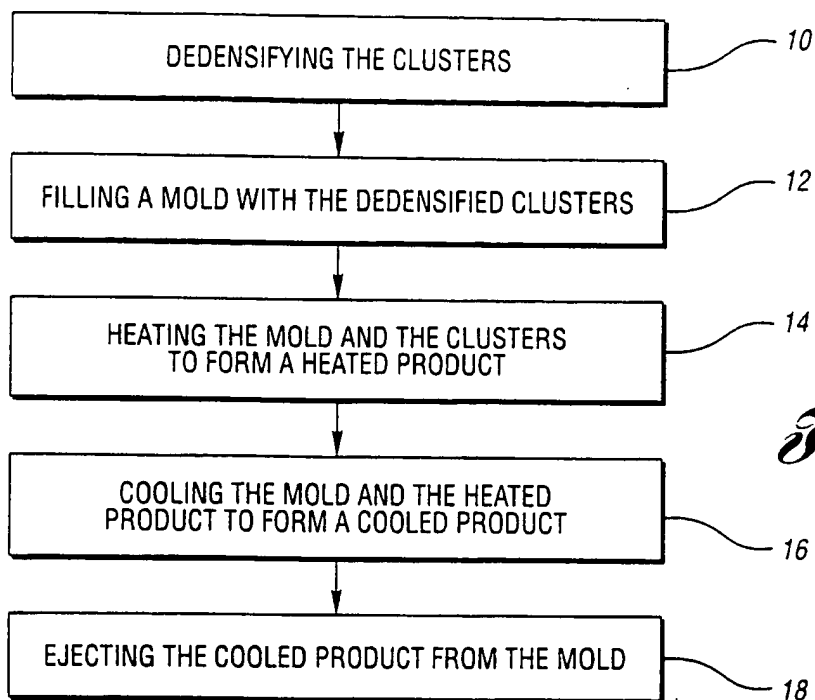 DEDENSIFYING THE CLUSTERS
10
FILLING A MOLD WITH THE DEDENSIFIED CLUSTERS
12
HEATING THE MOLD AND THE CLUSTERS
TO FORM A HEATED PRODUCT
14
COOLING THE MOLD AND THE HEATED
PRODUCT TO FORM A COOLED PRODUCT
16
EJECTING THE COOLED PRODUCT FROM THE MOLD
18